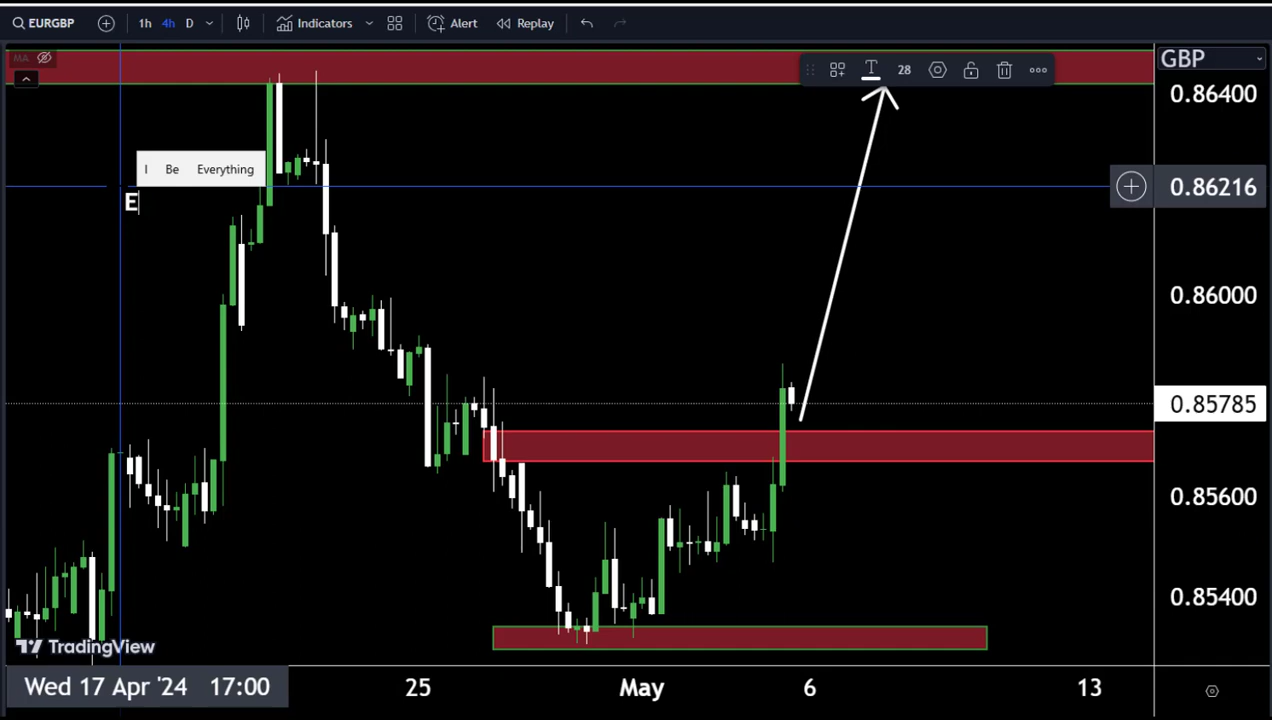 EURGBP 1h 4h D Indicators Alert Replay
MA
T 28
GBP
0.86400
I Be Everything
0.86216
E
0.86000
0.85785
0.85600
0.85400
TradingView
Wed 17 Apr '24 17:00 25 May 6 13